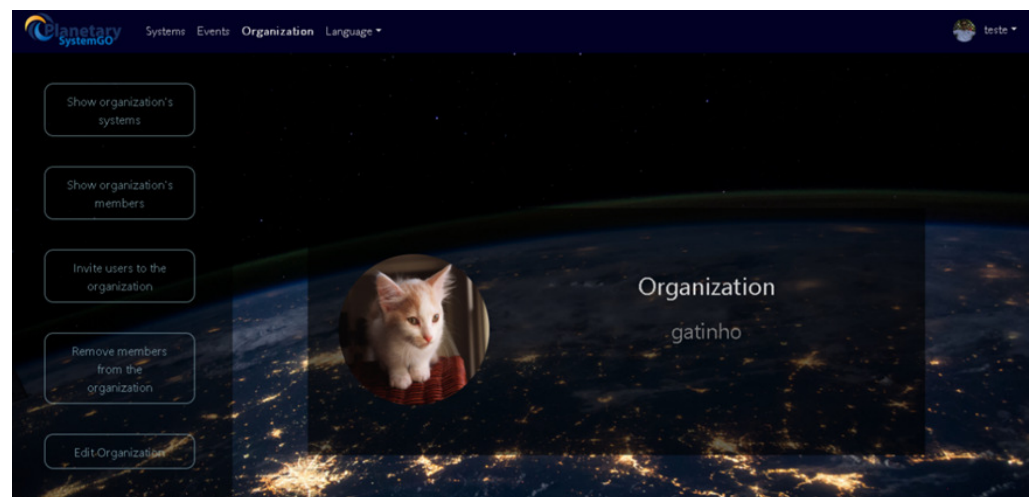 Planetary
SystemGO
Systems Events Organization Language
teste
Show organization's
systems
Show organization's
members
Invite users to the
organization
Remove members
from the
organization
Edit Organization
Organization
gatinho